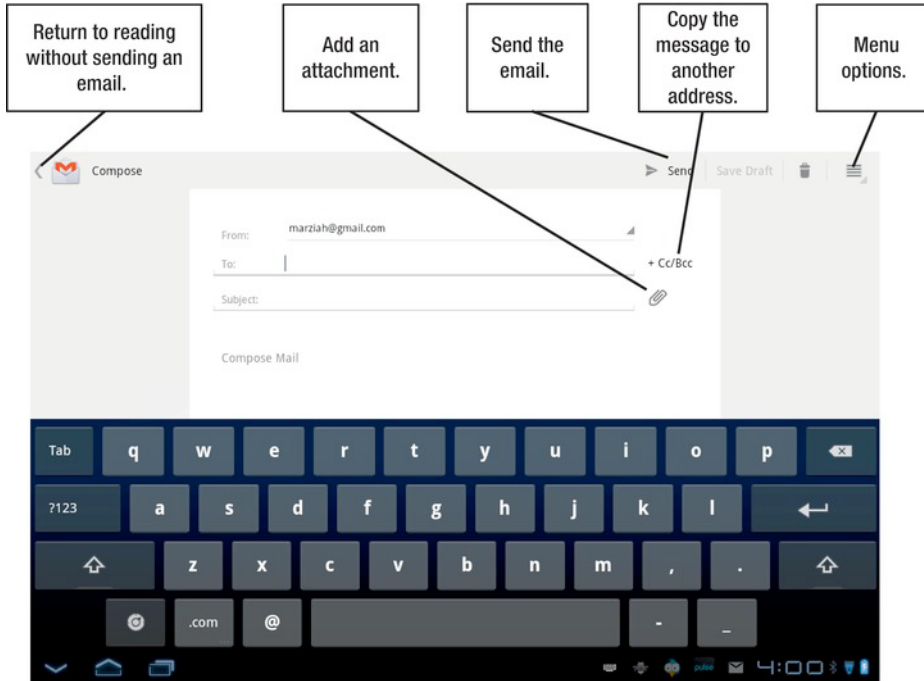 Return to reading
without sending an
email.
Add an
attachment.
Send the
email.
Copy the
message to
another
address.
Menu
options.
Compose
Send
Save Draft
From:
marziah@gmail.com
To:
+ Cc/Bcc
Subject:
Compose Mail
Tab q w e r t y u i o p
?123 a s d f g h j k l
z x c v b n m , .
.com @ - _
pulse 4:00